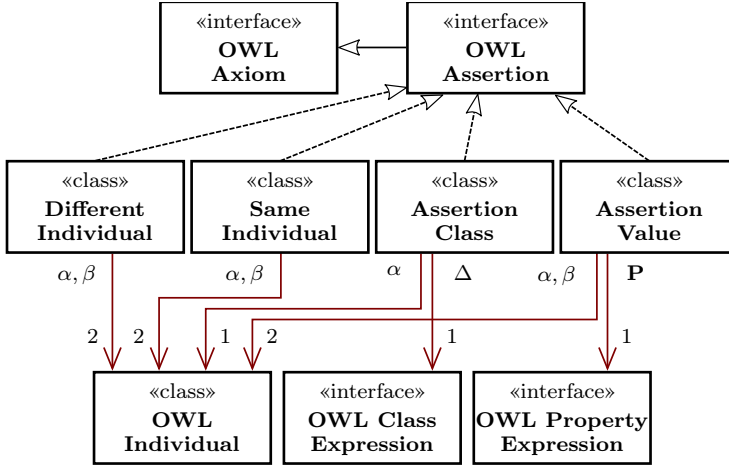 «interface»
OWL
Axiom
«interface»
OWL
Assertion
«class»
Different
Individual
«class»
Same
Individual
«class»
Assertion
Class
«class»
Assertion
Value
α, β
α, β
α
Δ
α, β
P
2
2
1
2
1
1
«class»
OWL
Individual
«interface»
OWL Class
Expression
«interface»
OWL Property
Expression